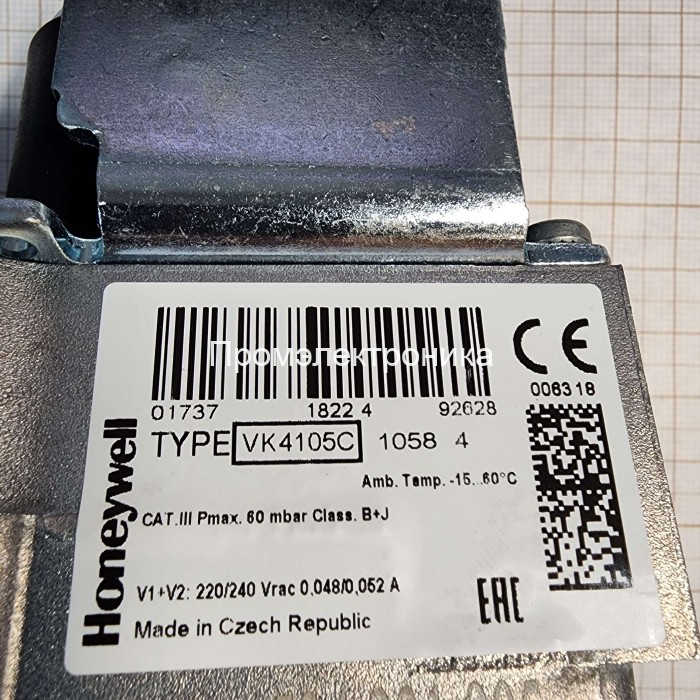 Промэлектроника
01737 1822 4 92628
TYPE VK4105C 1058 4
CE
0063 18
Amb. Temp. -15...60°C
CAT.III Pmax. 60 mbar Class. B+J
V1+V2: 220/240 Vrac 0,048/0,052 A
Made in Czech Republic
EAC
Honeywell